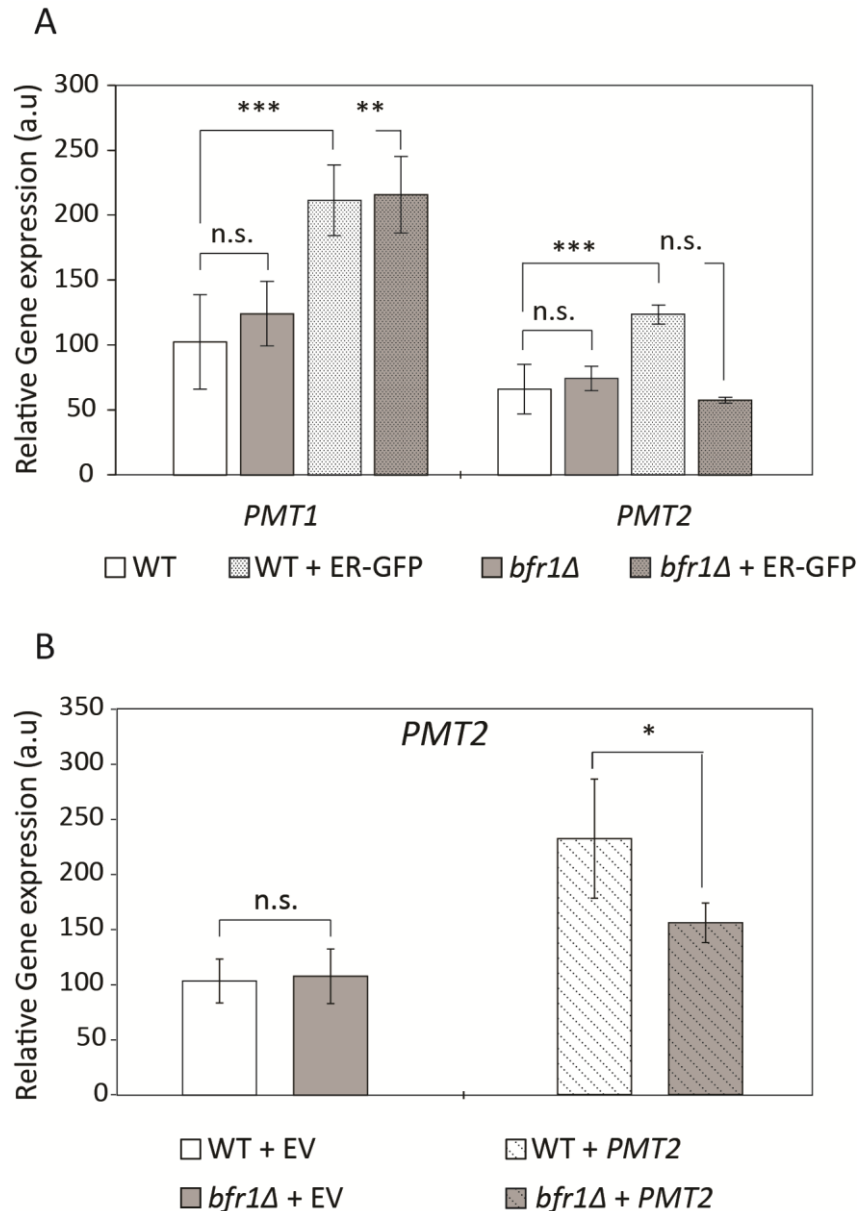 A
Relative Gene expression (a.u)
300
250
200
150
100
50
0
***
**
n.s.
***
n.s.
n.s.
PMT1
PMT2
WT
WT + ER-GFP
bfr1Δ
bfr1Δ + ER-GFP
B
Relative Gene expression (a.u)
350
300
250
200
150
100
50
0
PMT2
*
n.s.
WT + EV
WT + PMT2
bfr1Δ + EV
bfr1Δ + PMT2